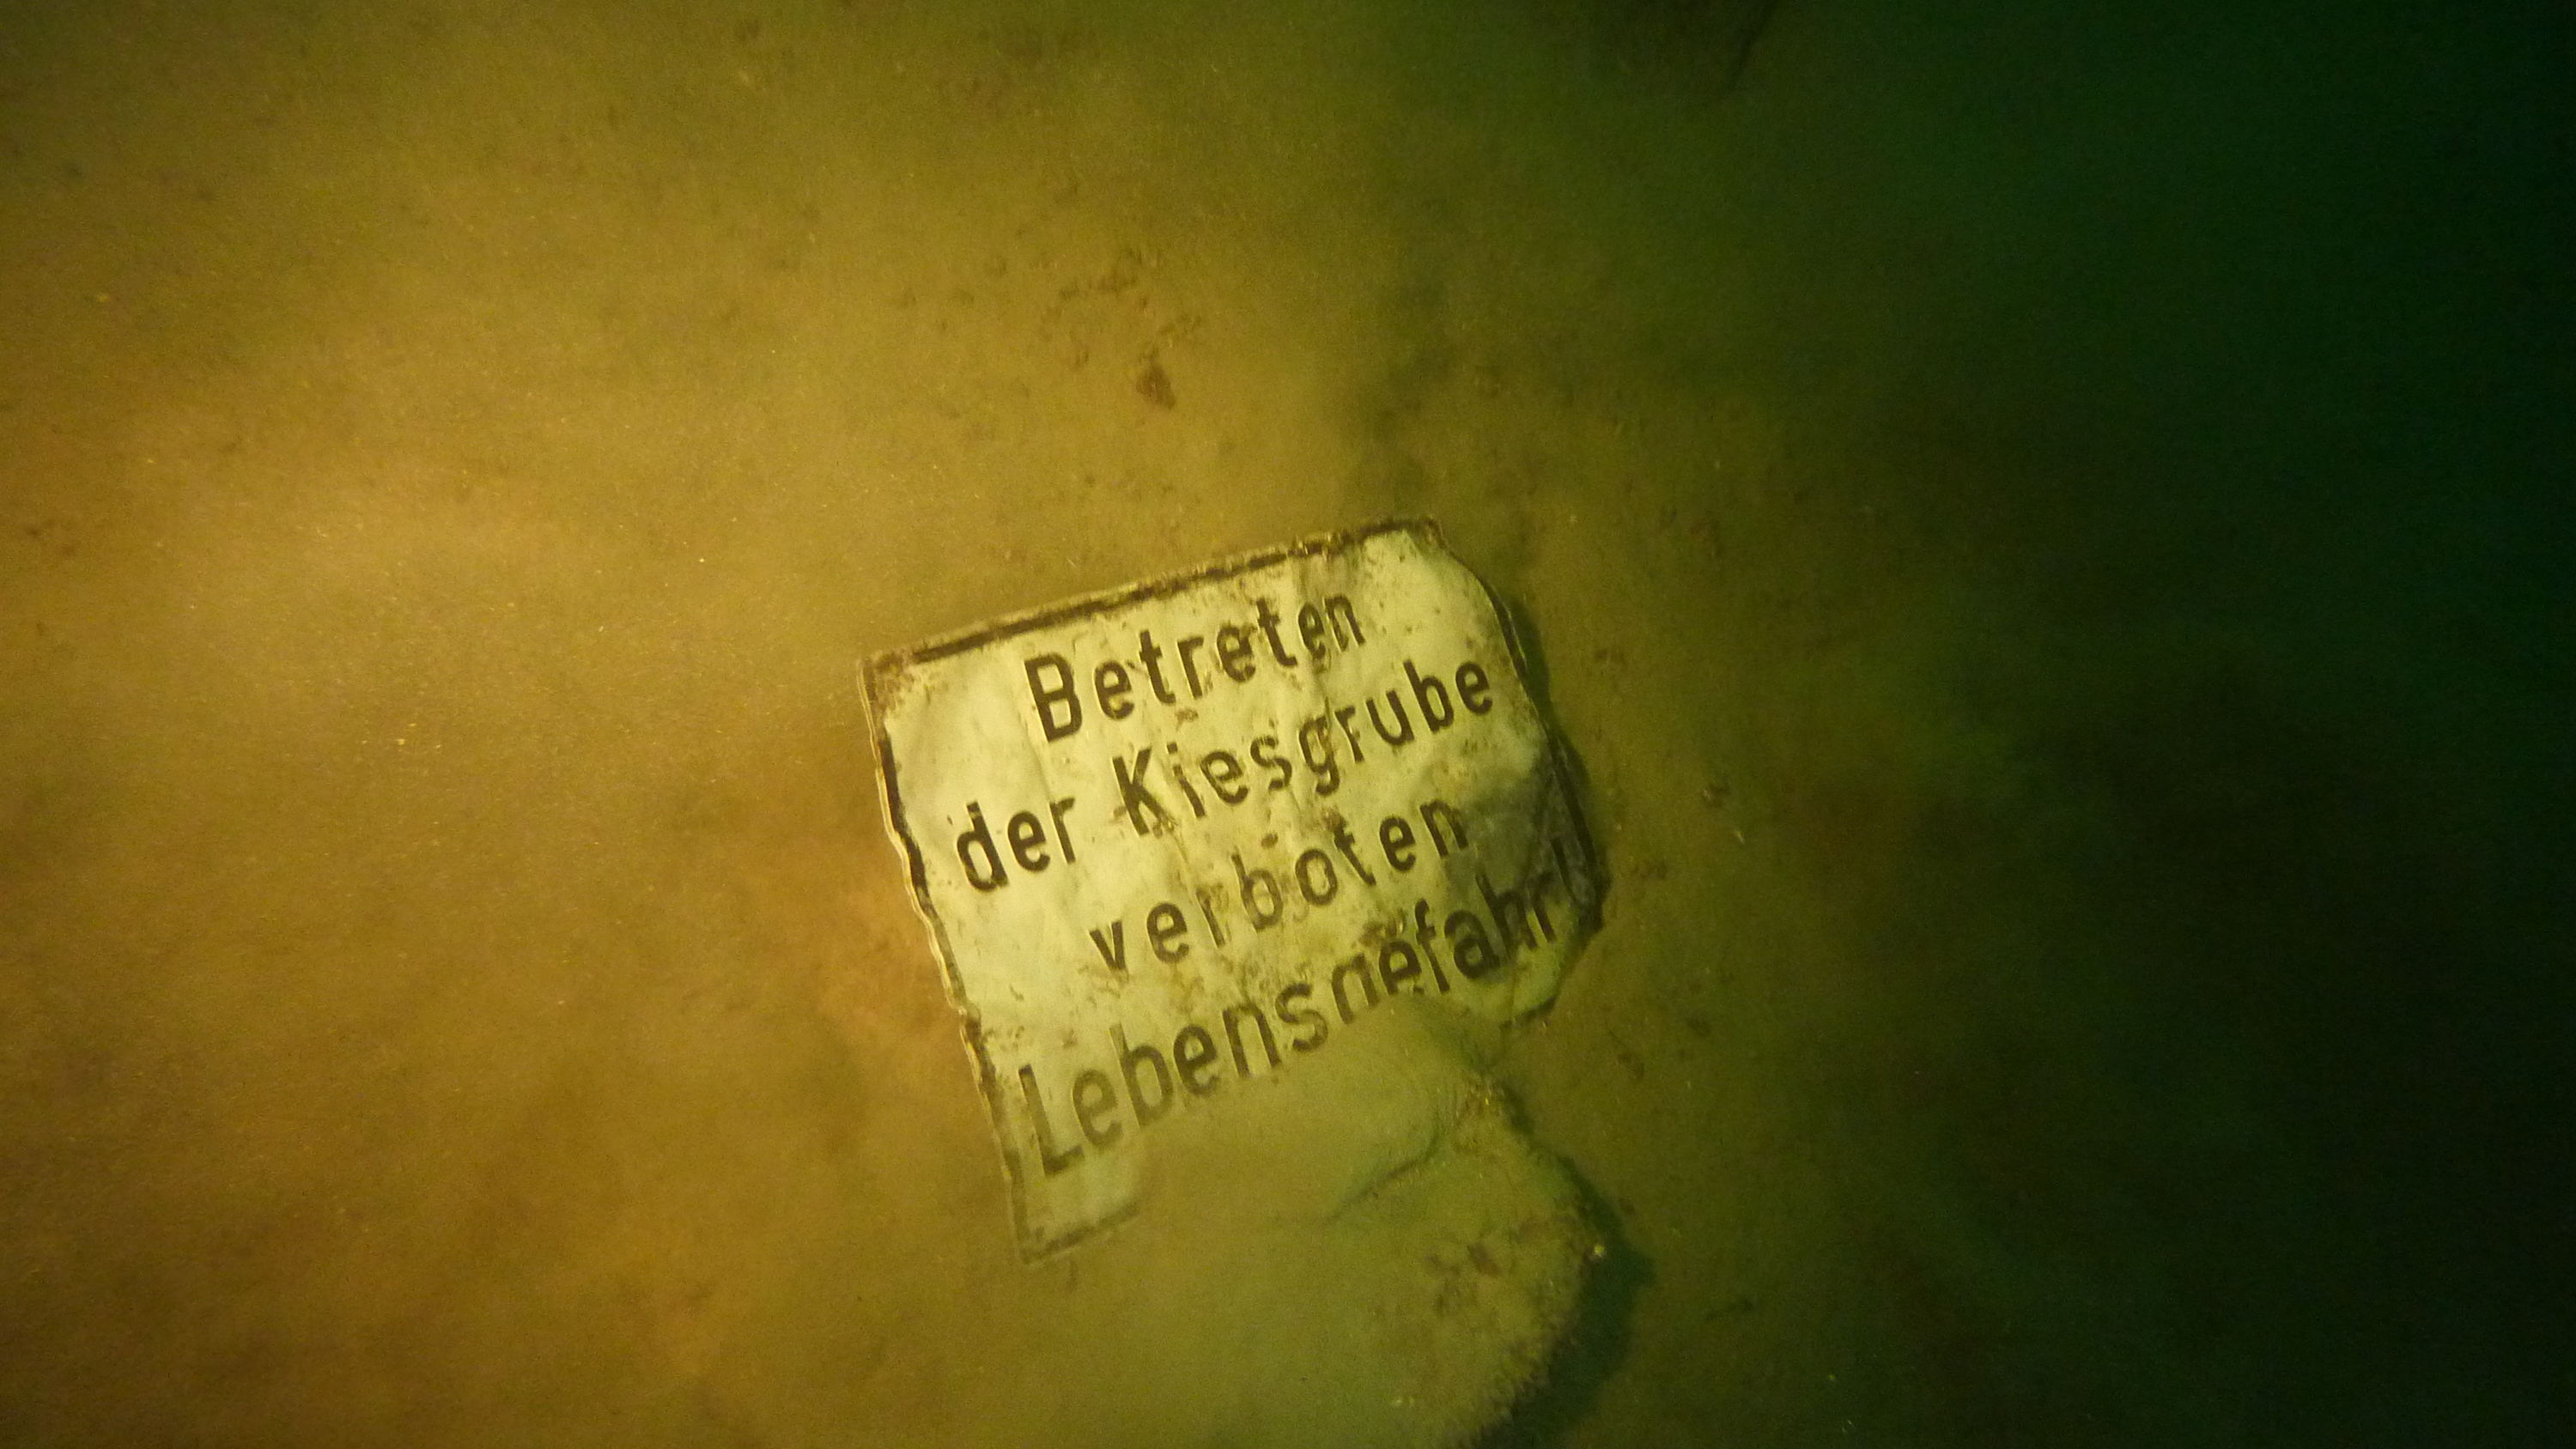 Betreten
der Kiesgrube
verboten
Lebensgefahr!